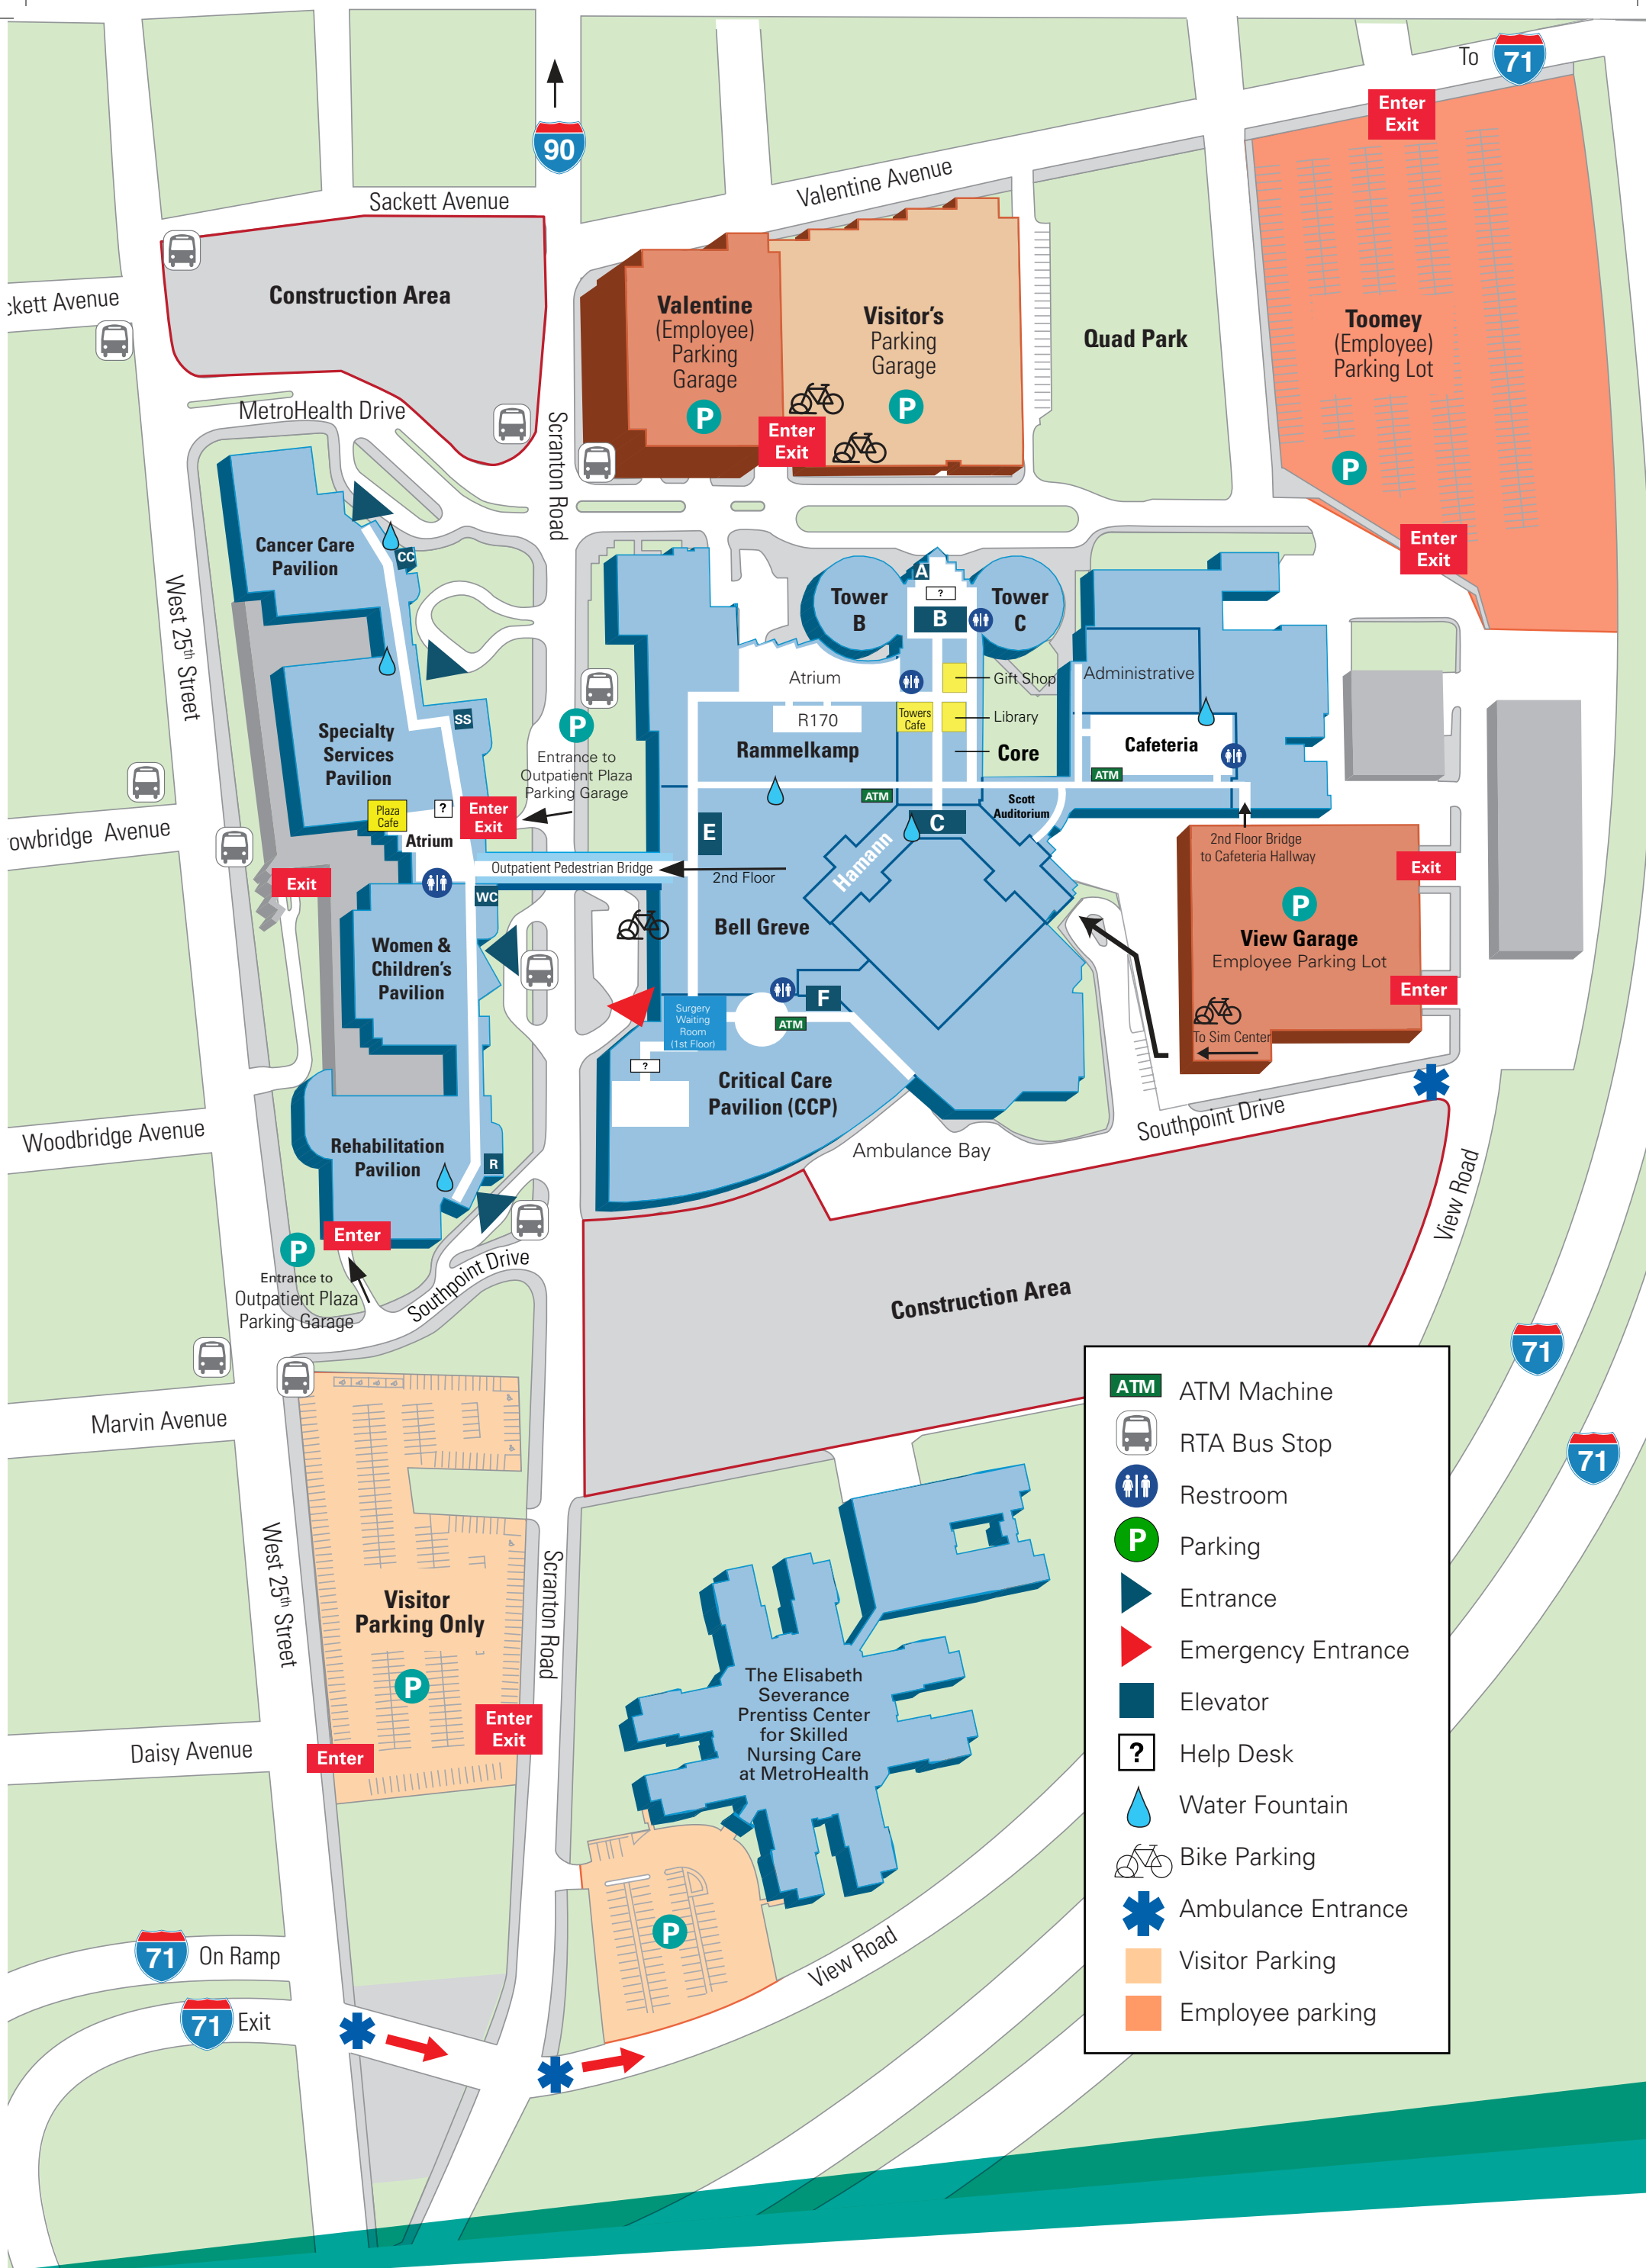 To
71
Enter
Exit
90
Sackett Avenue
Valentine Avenue
ckett Avenue
Construction Area
Valentine
(Employee)
Parking
Garage
P
Visitor's
Parking
Garage
P
Enter
Exit
Quad Park
Toomey
(Employee)
Parking Lot
P
Enter
Exit
MetroHealth Drive
Scranton Road
West 25th Street
Cancer Care
Pavilion
CC
Tower
B
A
?
B
Tower
C
Atrium
R170
Gift Shop
Towers
Cafe
Library
Core
Administrative
Cafeteria
ATM
Rammelkamp
ATM
Scott
Auditorium
Specialty
Services
Pavilion
SS
P
Entrance to
Outpatient Plaza
Parking Garage
Plaza
Cafe
?
Enter
Exit
Atrium
rowbridge Avenue
Exit
E
C
Hamann
Outpatient Pedestrian Bridge
2nd Floor
WC
Bell Greve
2nd Floor Bridge
to Cafeteria Hallway
P
View Garage
Employee Parking Lot
Exit
Enter
To Sim Center
Women &
Children's
Pavilion
Surgery
Waiting
Room
(1st Floor)
F
ATM
?
Critical Care
Pavilion (CCP)
Ambulance Bay
Southpoint Drive
View Road
Woodbridge Avenue
Rehabilitation
Pavilion
R
Enter
P
Entrance to
Outpatient Plaza
Parking Garage
Southpoint Drive
Construction Area
71
71
Marvin Avenue
West 25th Street
Visitor
Parking Only
P
Scranton Road
Enter
Exit
Enter
Daisy Avenue
The Elisabeth
Severance
Prentiss Center
for Skilled
Nursing Care
at MetroHealth
P
View Road
71
On Ramp
71
Exit
ATM
ATM Machine
RTA Bus Stop
Restroom
P
Parking
Entrance
Emergency Entrance
Elevator
?
Help Desk
Water Fountain
Bike Parking
Ambulance Entrance
Visitor Parking
Employee parking